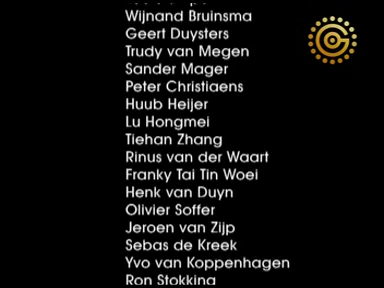 Wijnand Bruinsma
Geert Duysters
Trudy van Megen
Sander Mager
Peter Christiaens
Huub Heijer
Lu Hongmei
Tiehan Zhang
Rinus van der Waart
Franky Tai Tin Woei
Henk van Duyn
Olivier Soffer
Jeroen van Zijp
Sebas de Kreek
Yvo van Koppenhagen
Ron Stokking